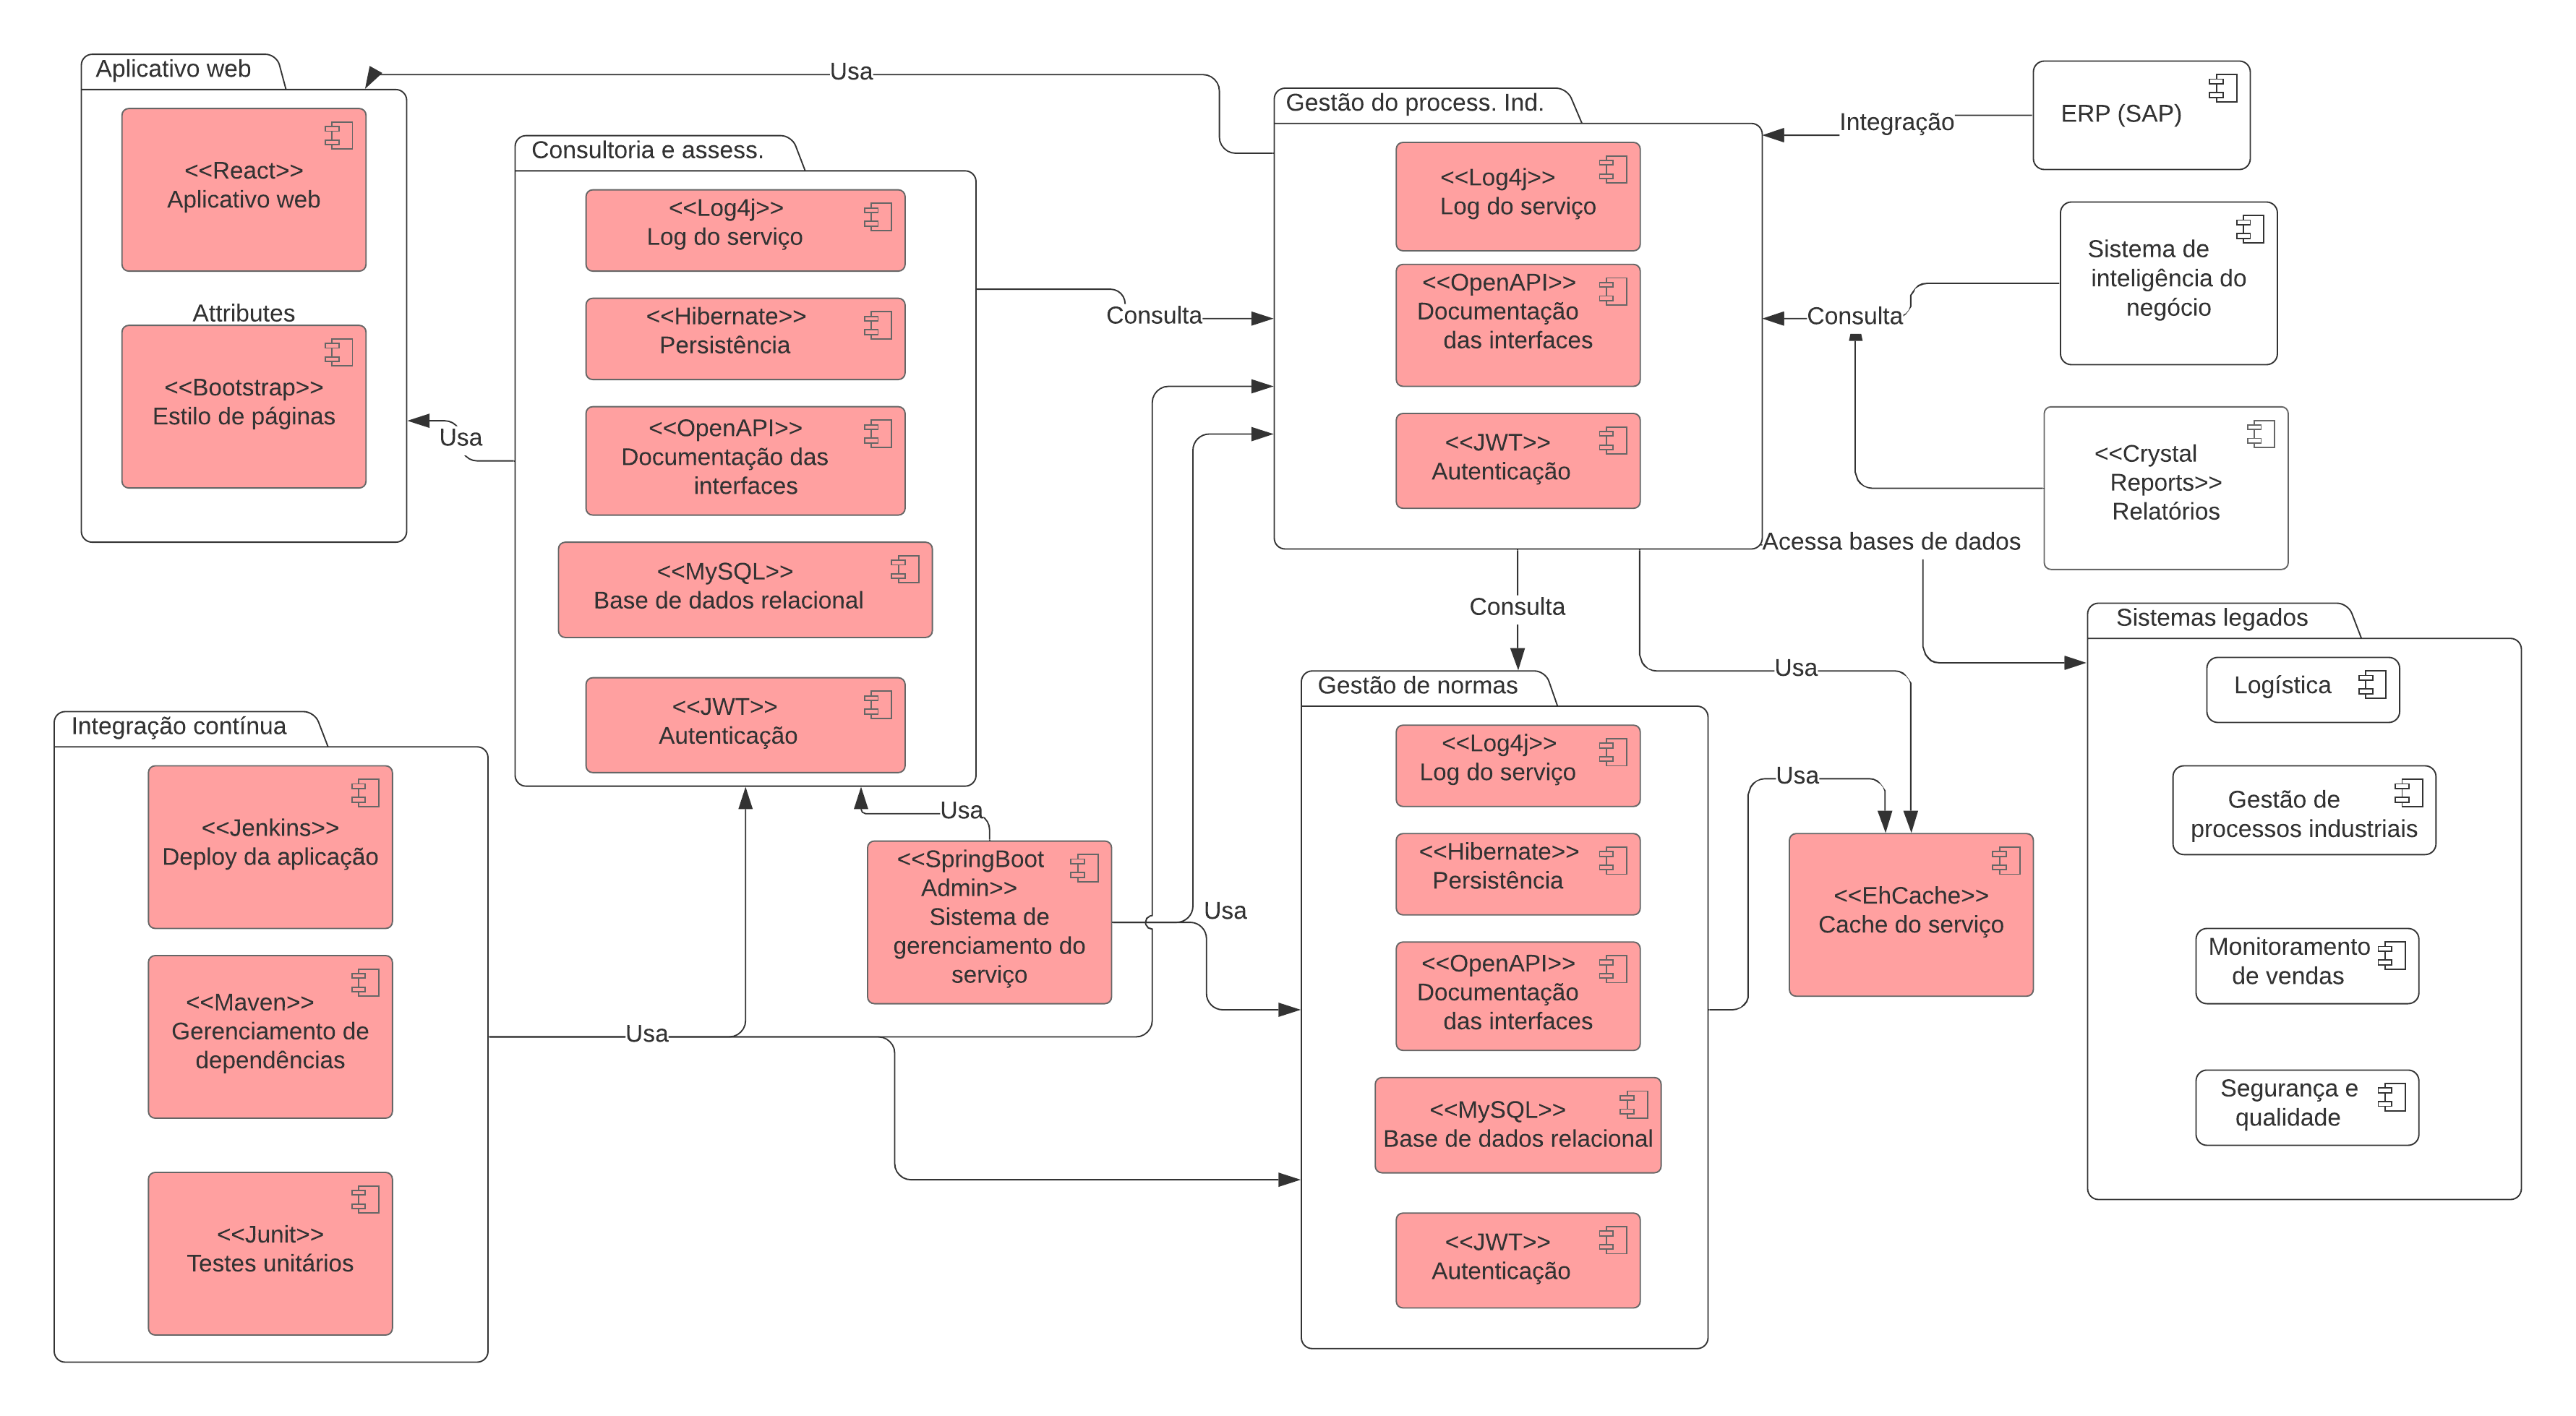 Aplicativo web
<<React>>
Aplicativo web
Attributes
<<Bootstrap>>
Estilo de páginas
Usa
Usa
Consultoria e assess.
<<Log4j>>
Log do serviço
<<Hibernate>>
Persistência
<<OpenAPI>>
Documentação das
interfaces
<<MySQL>>
Base de dados relacional
<<JWT>>
Autenticação
Consulta
Gestão do process. Ind.
<<Log4j>>
Log do serviço
<<OpenAPI>>
Documentação
das interfaces
<<JWT>>
Autenticação
Integração
ERP (SAP)
Consulta
Sistema de
inteligência do
negócio
<<Crystal
Reports>>
Relatórios
Acessa bases de dados
Consulta
Usa
Sistemas legados
Logística
Gestão de
processos industriais
Monitoramento
de vendas
Segurança e
qualidade
Integração contínua
<<Jenkins>>
Deploy da aplicação
<<Maven>>
Gerenciamento de
dependências
<<Junit>>
Testes unitários
Usa
Usa
<<SpringBoot
Admin>>
Sistema de
gerenciamento do
serviço
Usa
Gestão de normas
<<Log4j>>
Log do serviço
<<Hibernate>>
Persistência
<<OpenAPI>>
Documentação
das interfaces
<<MySQL>>
Base de dados relacional
<<JWT>>
Autenticação
Usa
<<EhCache>>
Cache do serviço